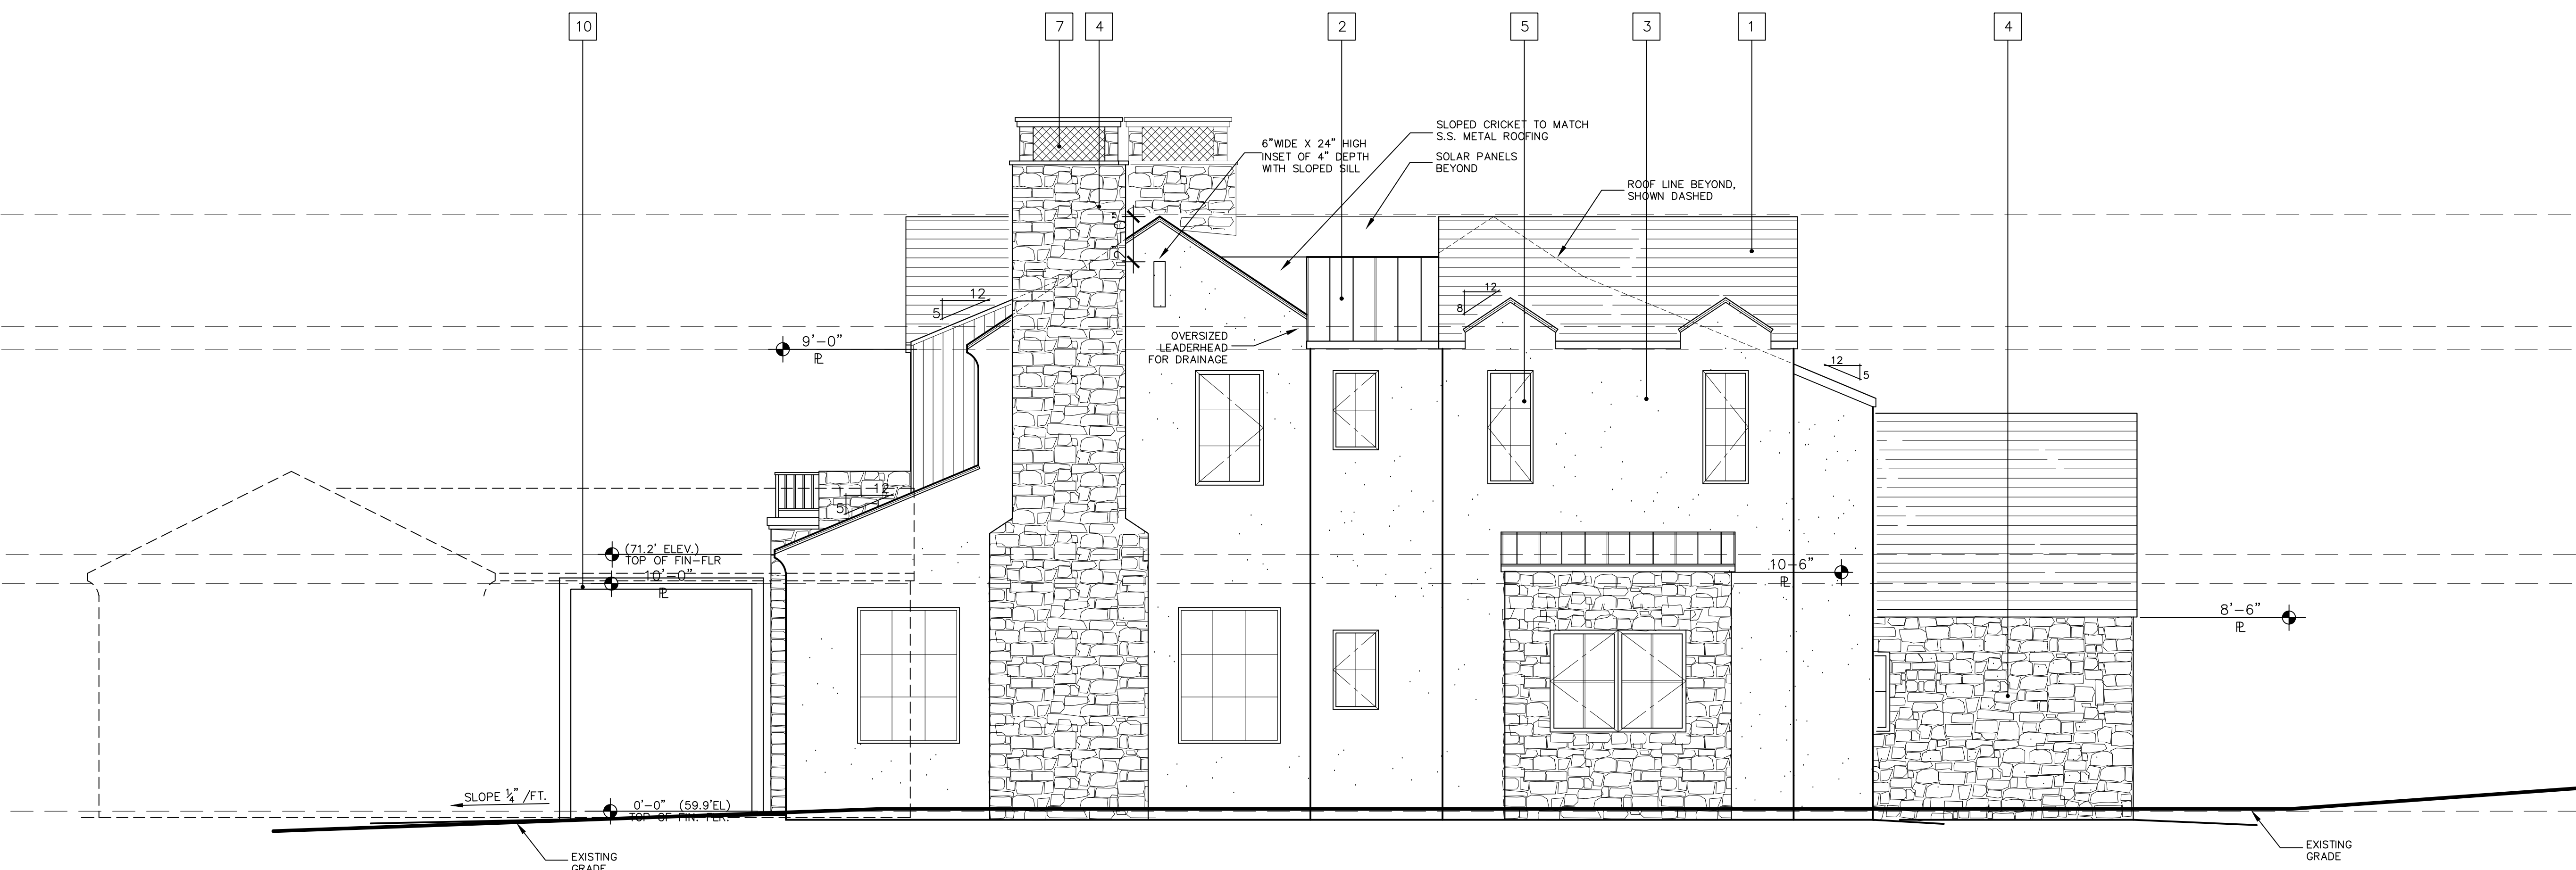 10
7
4
2
5
3
1
4
6"WIDE X 24" HIGH
INSET OF 4" DEPTH
WITH SLOPED SILL
SLOPED CRICKET TO MATCH
S.S. METAL ROOFING
SOLAR PANELS
BEYOND
ROOF LINE BEYOND,
SHOWN DASHED
12
5
12
8
OVERSIZED
LEADERHEAD
FOR DRAINAGE
9'-0"
PL
12
5
12
5
(71.2' ELEV.)
TOP OF FIN-FLR
10'-0"
PL
10-6"
PL
8'-6"
PL
SLOPE ¼" /FT.
0'-0" (59.9'EL)
TOP OF FIN. FLR.
EXISTING
GRADE
EXISTING
GRADE